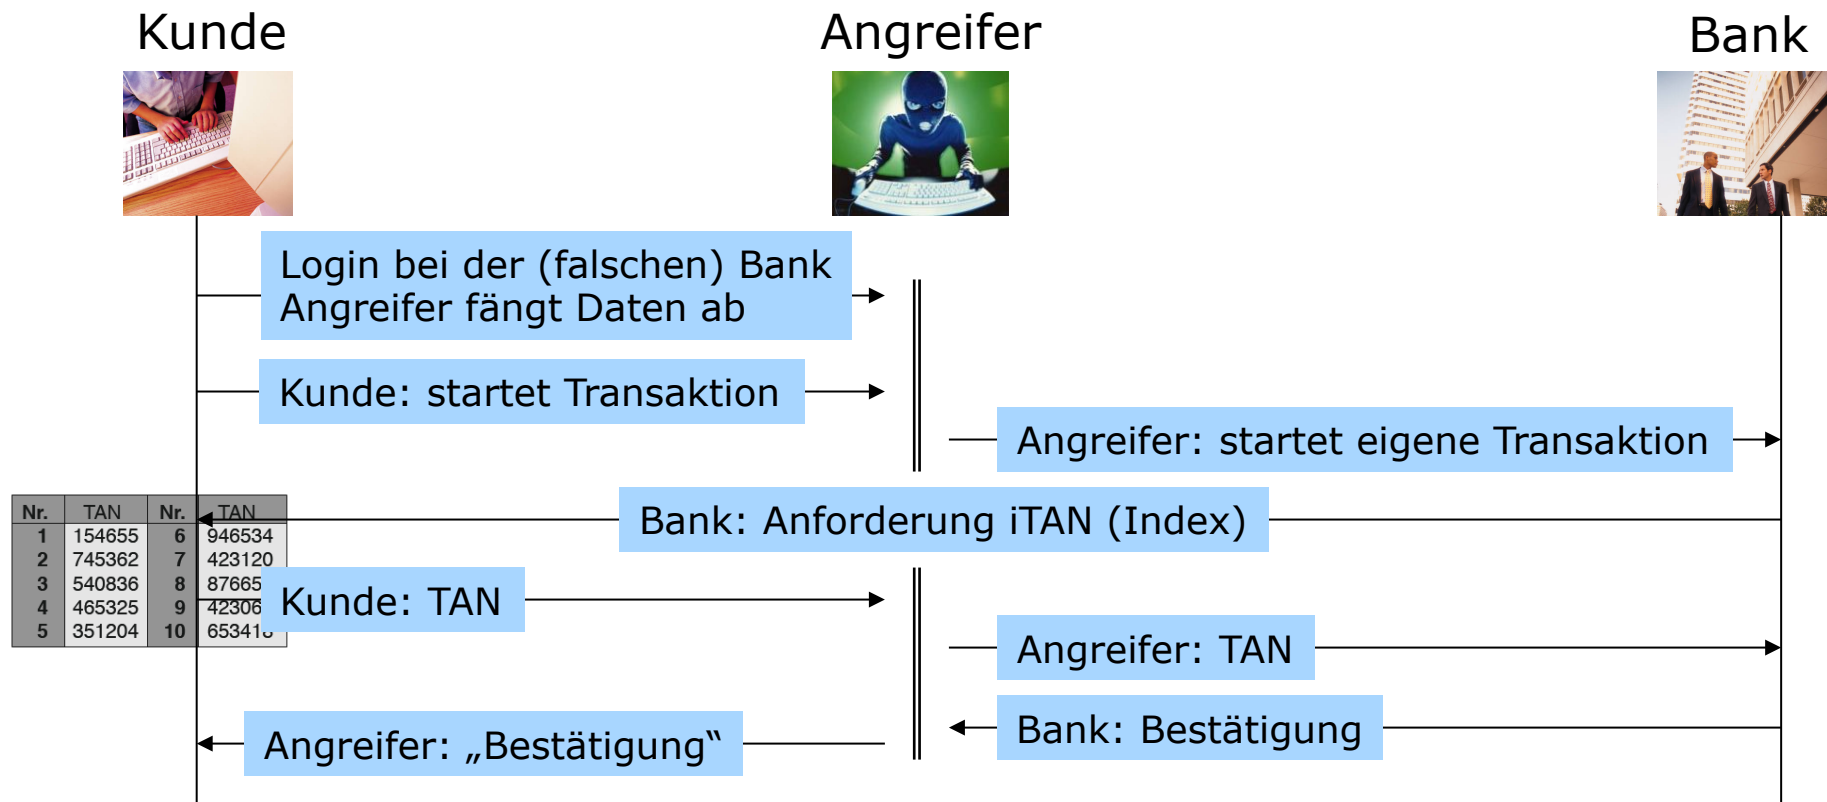 Kunde
Angreifer
Bank
Login bei der (falschen) Bank
Angreifer fängt Daten ab
Kunde: startet Transaktion
Angreifer: startet eigene Transaktion
Bank: Anforderung iTAN (Index)
Nr. TAN Nr. TAN
1 154655 6 946534
2 745362 7 423120
3 540836 8
4 465325 9
5 351204 10
Kunde: TAN
Angreifer: TAN
Bank: Bestätigung
Angreifer: „Bestätigung“